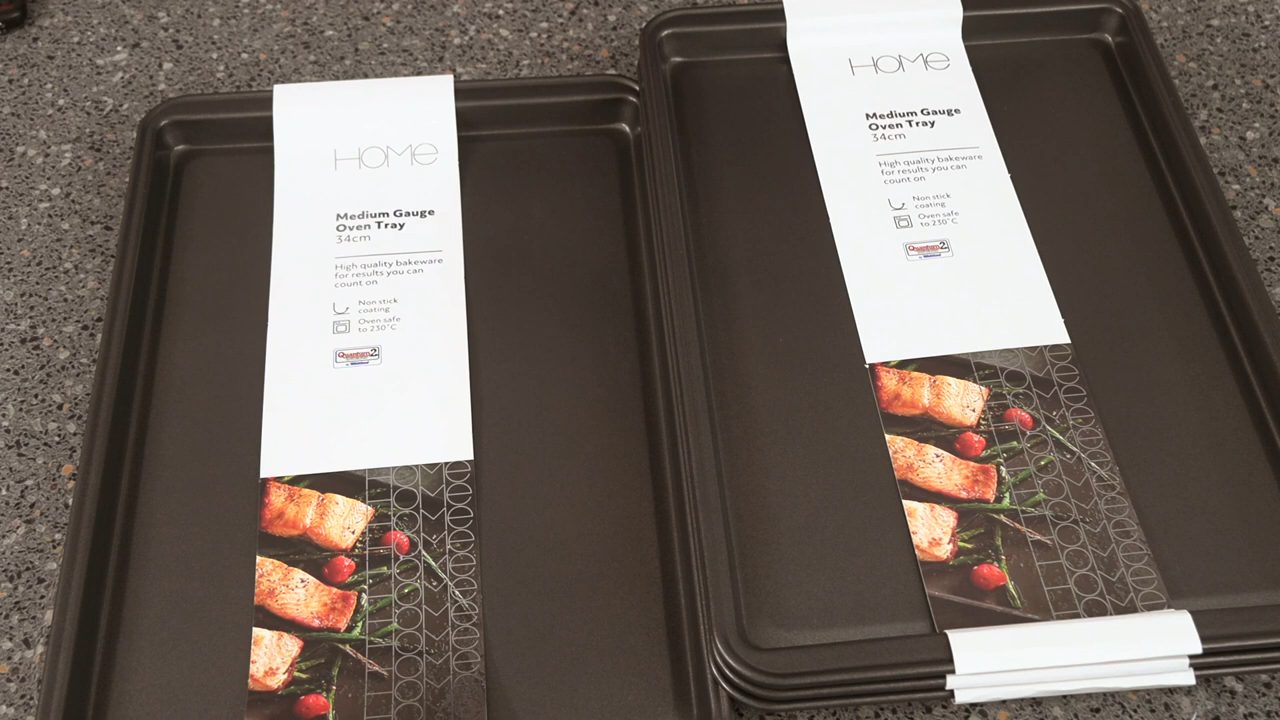 HOMe
Medium Gauge
Oven Tray
34cm
High quality bakeware
for results you can
count on
Non stick
coating
Oven safe
to 230°C
Quantum2
HOMe
Medium Gauge
Oven Tray
34cm
High quality bakeware
for results you can
count on
Non stick
coating
Oven safe
to 230°C
Quantum2